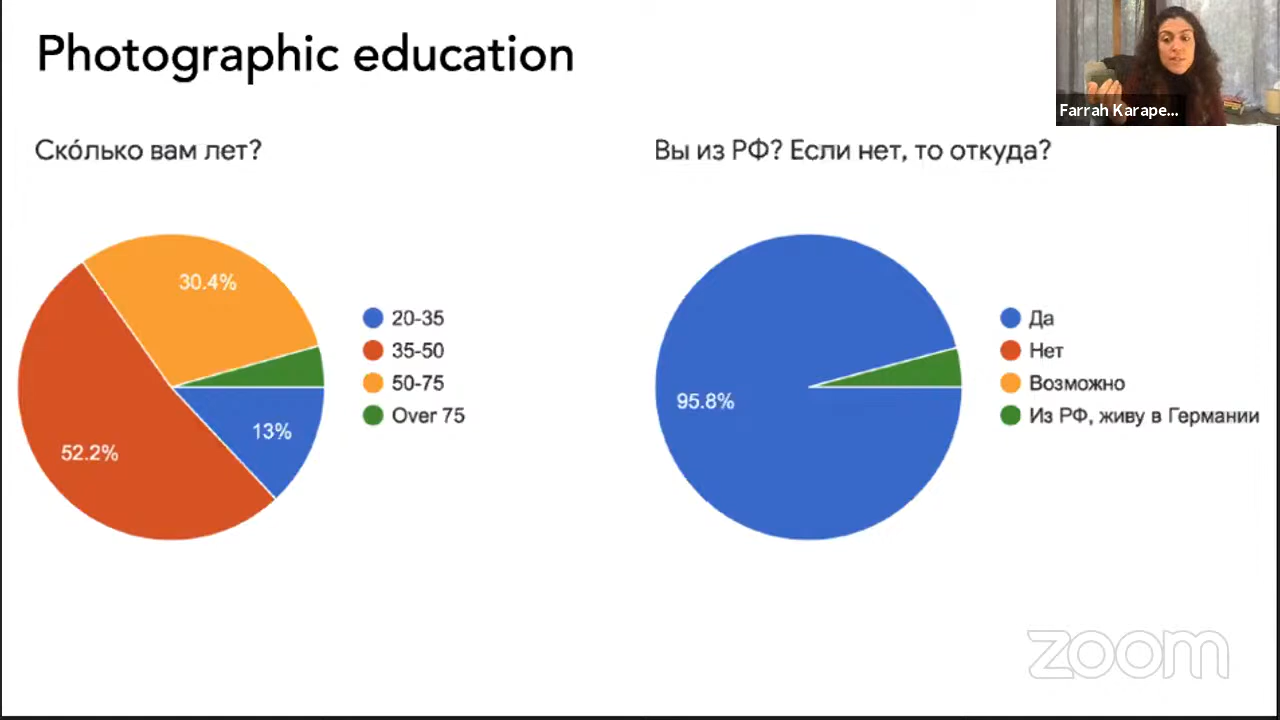 Photographic education
Farrah Karape...
Ско́лько вам лет?
30.4%
52.2%
13%
20-35
35-50
50-75
Over 75
Вы из РФ? Если нет, то откуда?
95.8%
Да
Нет
Возможно
Из РФ, живу в Германии
zoom